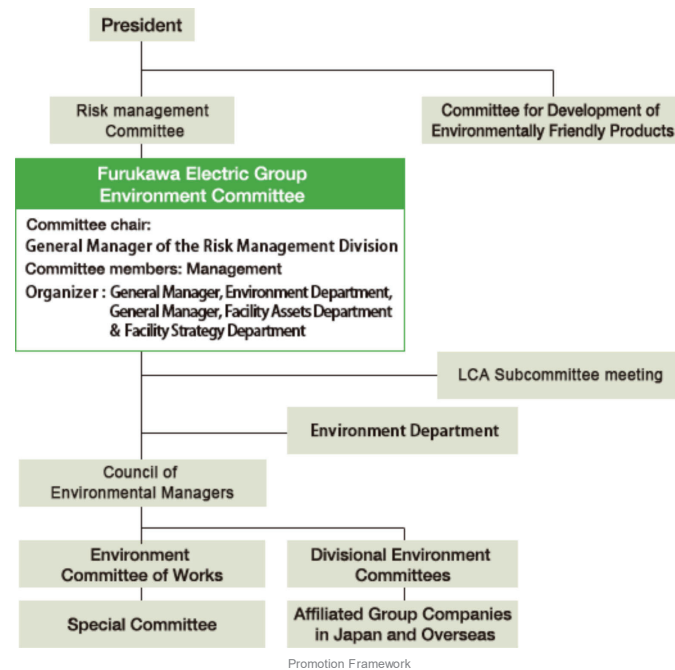 President
Risk management
Committee
Committee for Development of
Environmentally Friendly Products
Furukawa Electric Group
Environment Committee
Committee chair:
General Manager of the Risk Management Division
Committee members: Management
Organizer : General Manager, Environment Department,
General Manager, Facility Assets Department
& Facility Strategy Department
LCA Subcommittee meeting
Environment Department
Council of
Environmental Managers
Environment
Committee of Works
Divisional Environment
Committees
Special Committee
Affiliated Group Companies
in Japan and Overseas
Promotion Framework